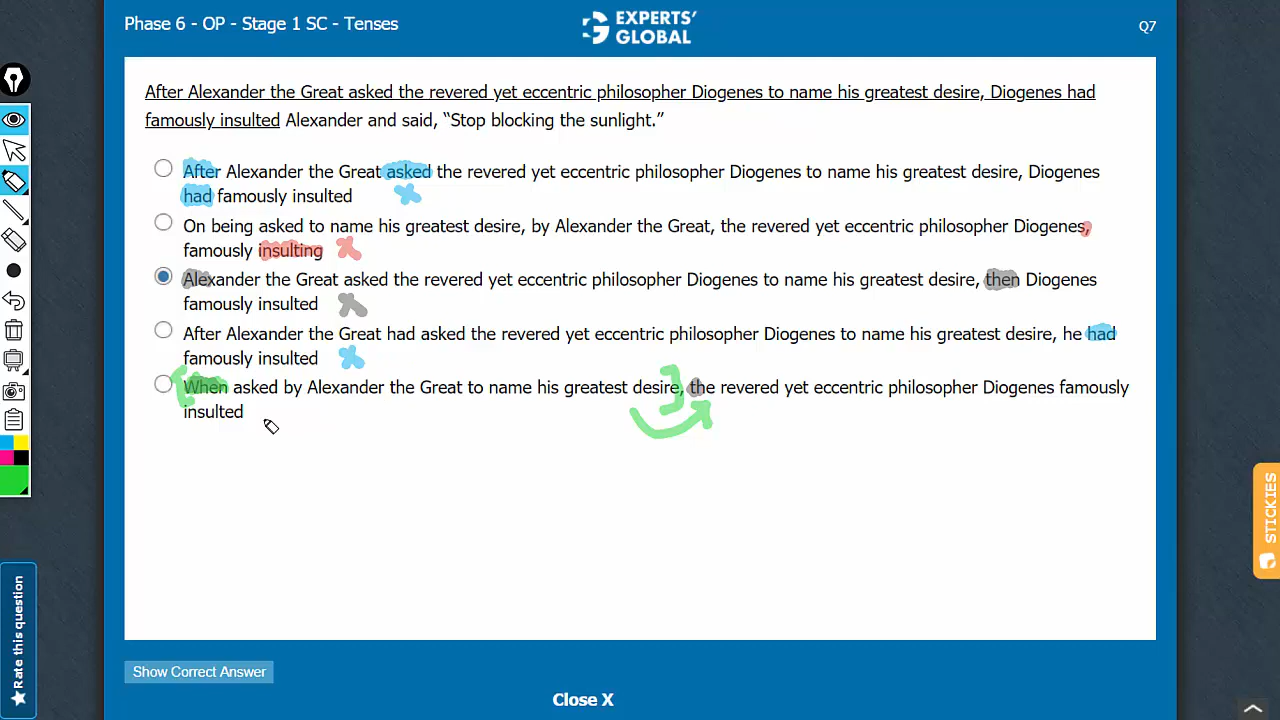 Phase 6 - OP - Stage 1 SC - Tenses
EXPERTS'
GLOBAL
Q7
After Alexander the Great asked the revered yet eccentric philosopher Diogenes to name his greatest desire, Diogenes had
famously insulted Alexander and said, “Stop blocking the sunlight.”
After Alexander the Great asked the revered yet eccentric philosopher Diogenes to name his greatest desire, Diogenes
had famously insulted
On being asked to name his greatest desire, by Alexander the Great, the revered yet eccentric philosopher Diogenes,
famously insulting
Alexander the Great asked the revered yet eccentric philosopher Diogenes to name his greatest desire, then Diogenes
famously insulted
After Alexander the Great had asked the revered yet eccentric philosopher Diogenes to name his greatest desire, he had
famously insulted
When asked by Alexander the Great to name his greatest desire, the revered yet eccentric philosopher Diogenes famously
insulted
STICKIES
Rate this question
Show Correct Answer
Close X